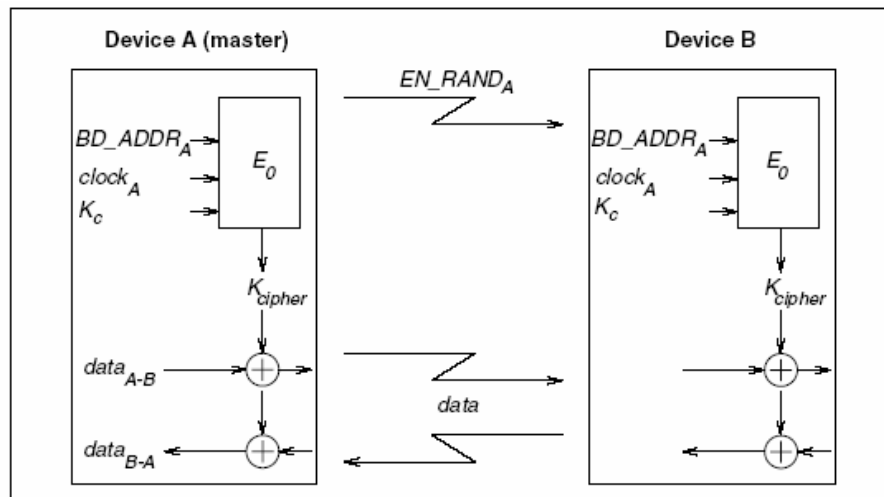 Device A (master)
Device B
EN_RAND_A
BD_ADDR_A
clock_A
K_c
E_0
K_cipher
data_A-B
data_B-A
data
BD_ADDR_A
clock_A
K_c
E_0
K_cipher